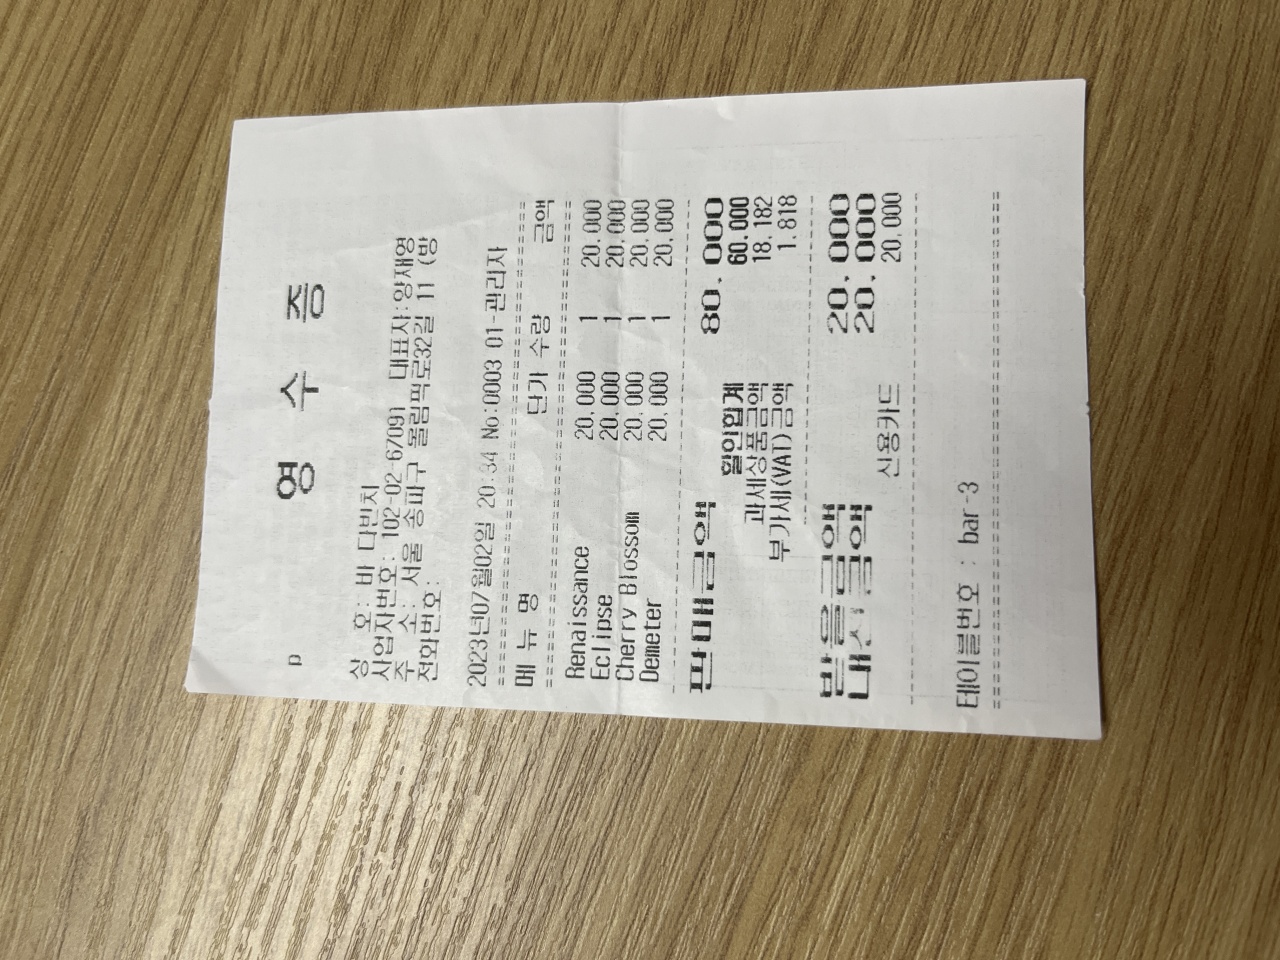 p
영 수 증
상 호 : 바 다빈치
사업자번호 : 102-02-67091 대표자:양재영
주 소 : 서울 송파구 올림픽로32길 11 (방
전화번호 :
2023년07월02일 20:34 No:0003 01-관리자
========================================
메 뉴 명 단가 수량 금액
========================================
Renaissance 20,000 1 20,000
Eclipse 20,000 1 20,000
Cherry Blossom 20,000 1 20,000
Demeter 20,000 1 20,000
----------------------------------------
판매금액 80,000
할인합계 60,000
과세상품금액 18,182
부가세(VAT)금액 1,818
----------------------------------------
받을금액 20,000
내신금액 20,000
신용카드 20,000
----------------------------------------
테이블번호 : bar-3
========================================